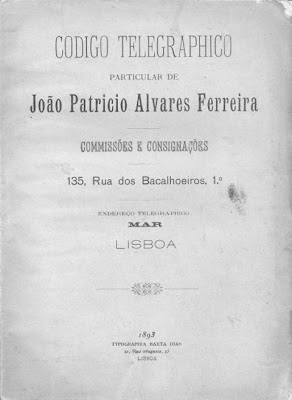 CODIGO TELEGRAPHICO
PARTICULAR DE
João Patricio Alvares Ferreira
COMMISSÕES E CONSIGNAÇÕES
135, Rua dos Bacalhoeiros, 1.º
ENDEREÇO TELEGRAPHICO
MAR
LISBOA
1893
TYPOGRAPHIA BAETA DIAS
Rua
LISBOA